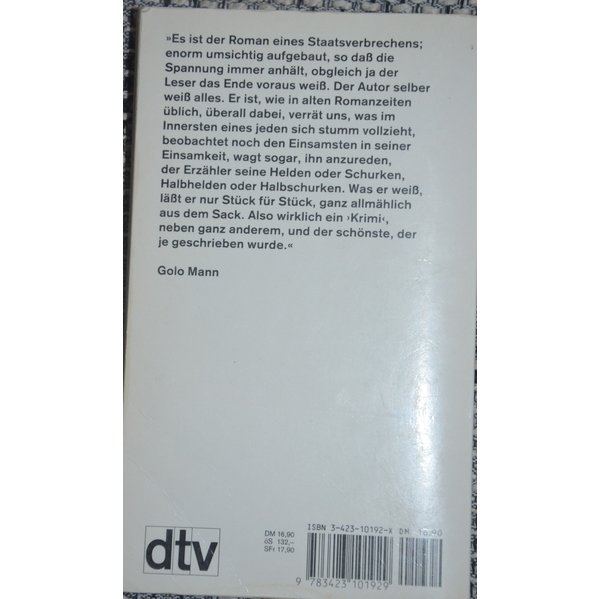 »Es ist der Roman eines Staatsverbrechens;
enorm umsichtig aufgebaut, so daß die
Spannung immer anhält, obgleich ja der
Leser das Ende voraus weiß. Der Autor selber
weiß alles. Er ist, wie in alten Romanzeiten
üblich, überall dabei, verrät uns, was im
Innersten eines jeden sich stumm vollzieht,
beobachtet noch den Einsamsten in seiner
Einsamkeit, wagt sogar, ihn anzureden,
der Erzähler seine Helden oder Schurken,
Halbhelden oder Halbschurken. Was er weiß,
läßt er nur Stück für Stück, ganz allmählich
aus dem Sack. Also wirklich ein ›Krimi‹,
neben ganz anderem, und der schönste, der
je geschrieben wurde.«
Golo Mann
dtv
DM 16,90
öS 132,–
SFr 17,90
ISBN 3-423-10192-X DM 16.90
9 783423 101929